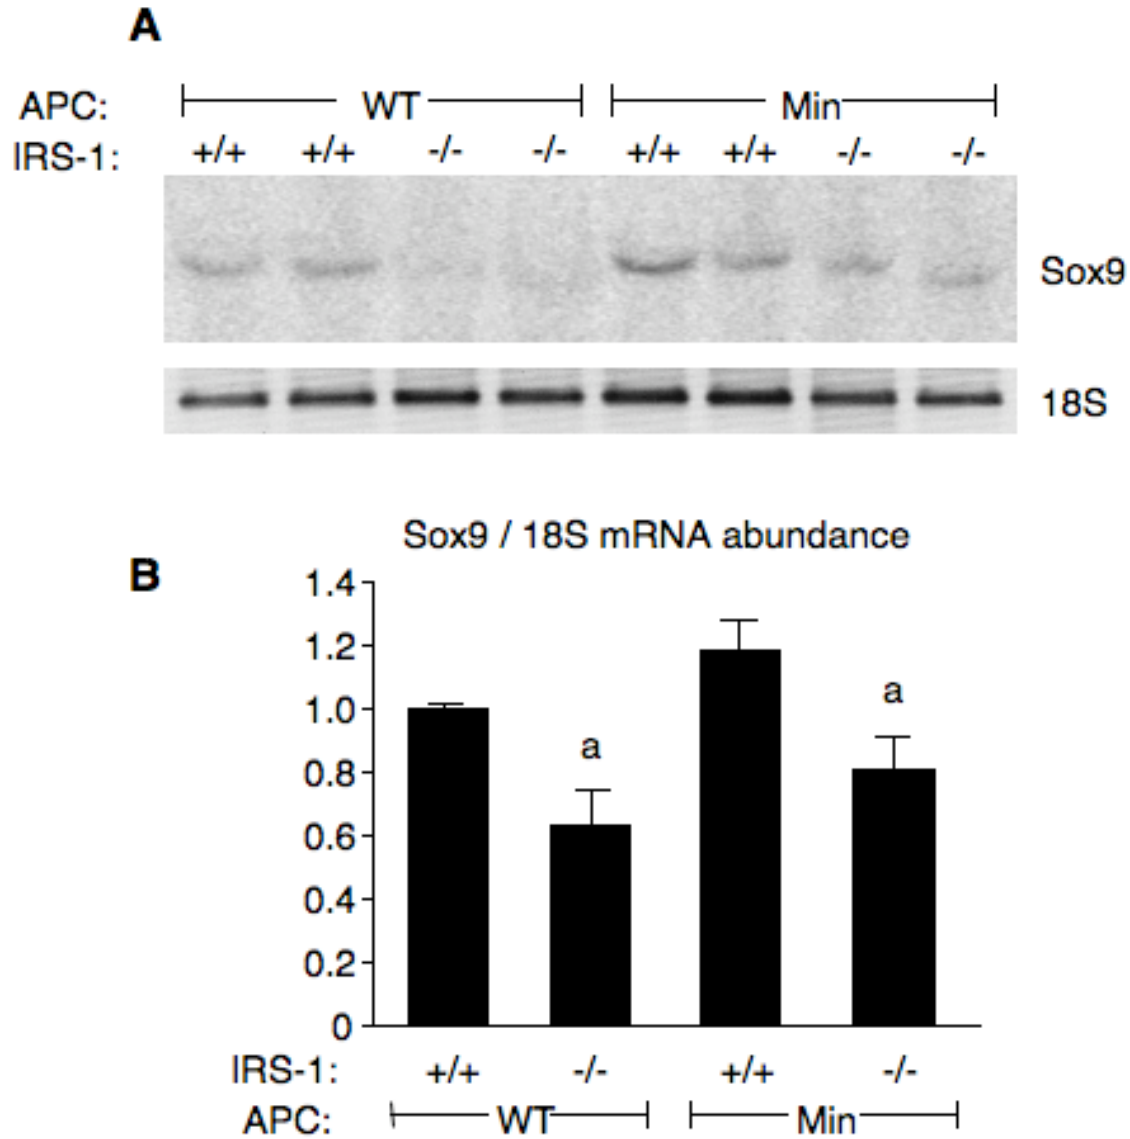 A
APC: WT Min
IRS-1: +/+ +/+ -/- -/- +/+ +/+ -/- -/-
Sox9
18S
Sox9 / 18S mRNA abundance
B
1.4
1.2
1.0
0.8
0.6
0.4
0.2
0
a
a
IRS-1: +/+ -/- +/+ -/-
APC: WT Min